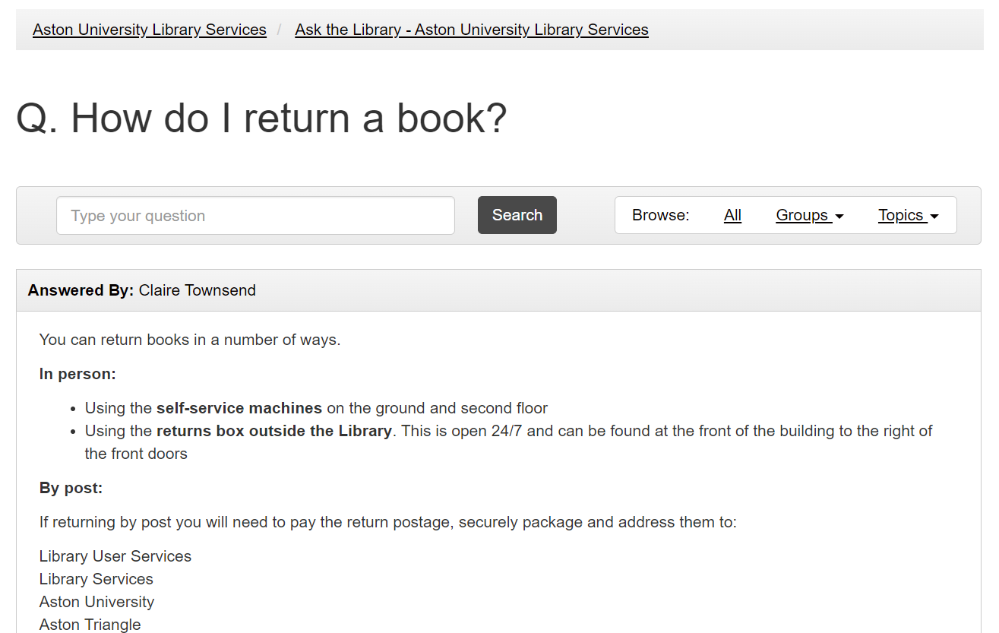 Aston University Library Services / Ask the Library - Aston University Library Services
Q. How do I return a book?
Type your question
Search
Browse: All Groups Topics
Answered By: Claire Townsend
You can return books in a number of ways.
In person:
• Using the self-service machines on the ground and second floor
• Using the returns box outside the Library. This is open 24/7 and can be found at the front of the building to the right of
the front doors
By post:
If returning by post you will need to pay the return postage, securely package and address them to:
Library User Services
Library Services
Aston University
Aston Triangle